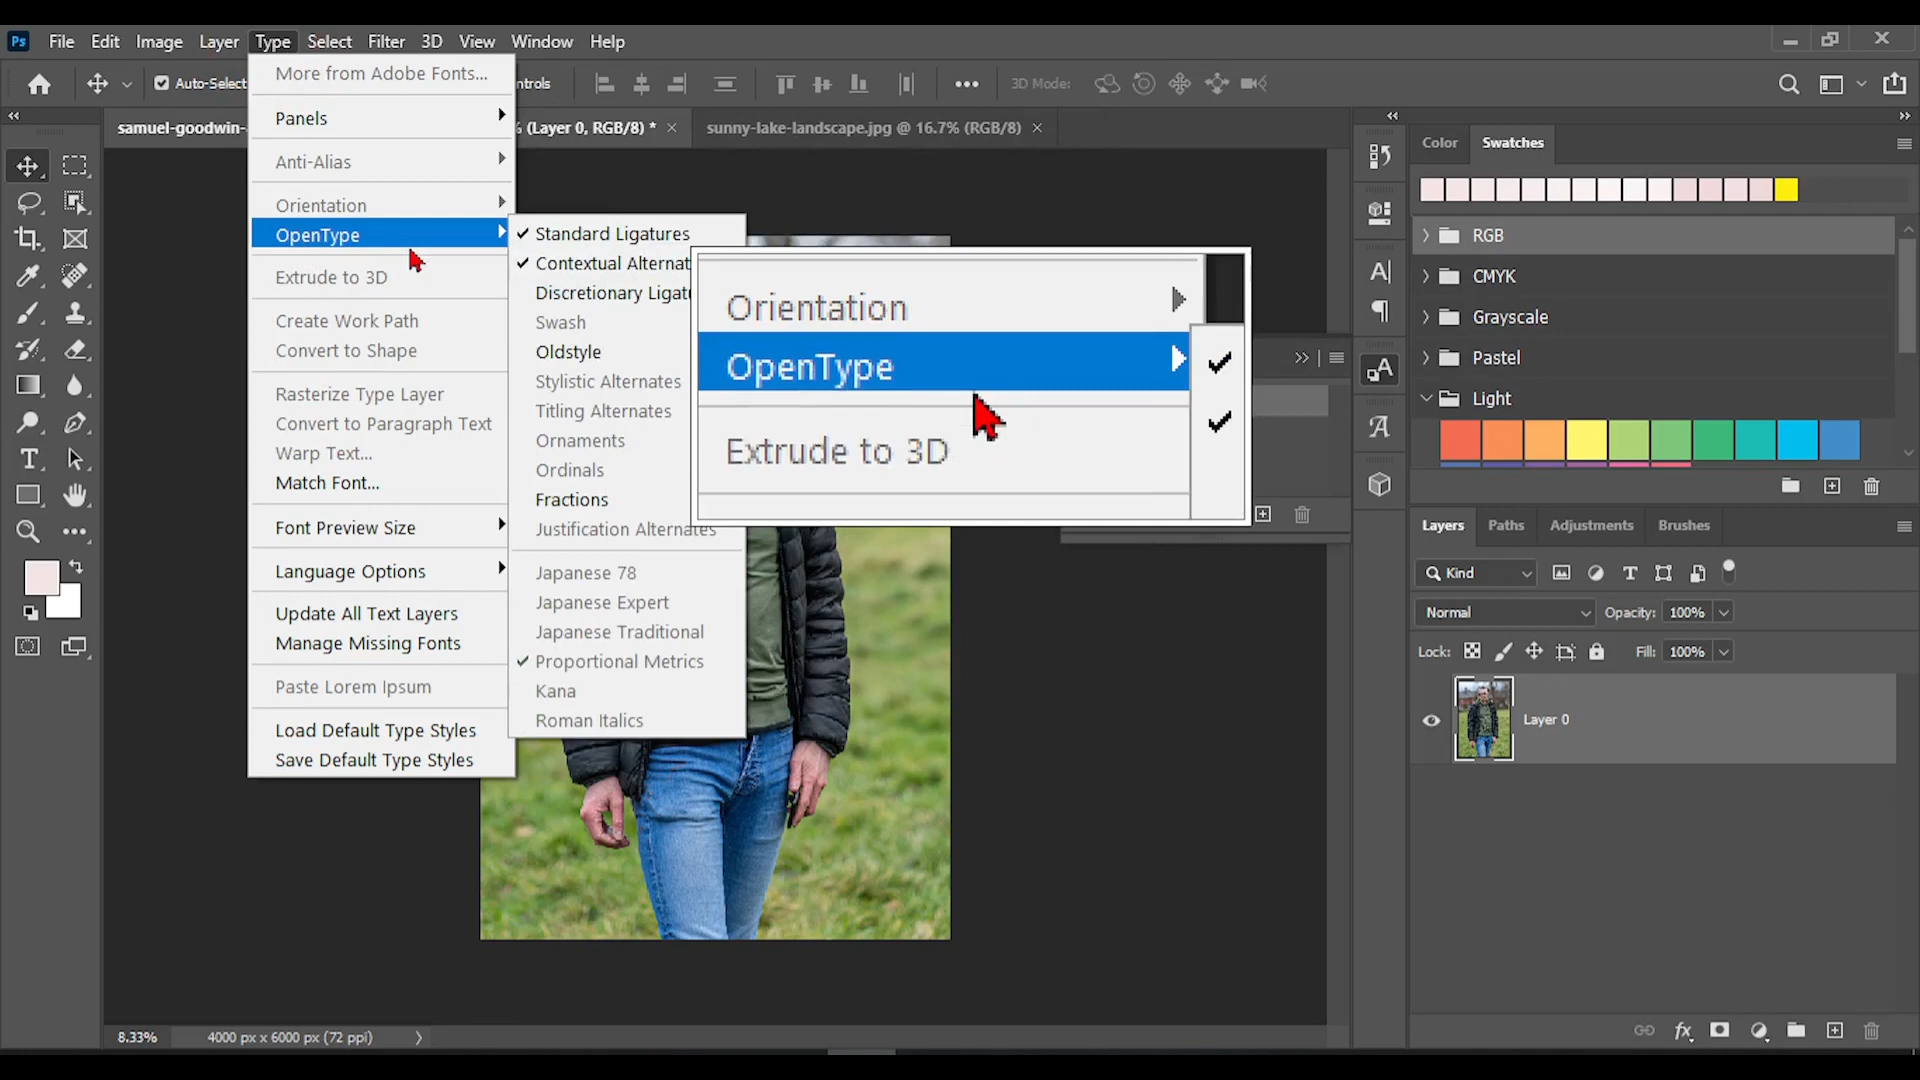 Ps File Edit Image Layer Type Select Filter 3D View Window Help
Auto-Select
ntrols
3D Mode:
samuel-goodwin-
% (Layer 0, RGB/8) *
sunny-lake-landscape.jpg @ 16.7% (RGB/8)
More from Adobe Fonts...
Panels
Anti-Alias
Orientation
OpenType
Extrude to 3D
Create Work Path
Convert to Shape
Rasterize Type Layer
Convert to Paragraph Text
Warp Text...
Match Font...
Font Preview Size
Language Options
Update All Text Layers
Manage Missing Fonts
Paste Lorem Ipsum
Load Default Type Styles
Save Default Type Styles
Standard Ligatures
Contextual Alternat
Discretionary Ligatu
Swash
Oldstyle
Stylistic Alternates
Titling Alternates
Ornaments
Ordinals
Fractions
Justification Alternates
Japanese 78
Japanese Expert
Japanese Traditional
Proportional Metrics
Kana
Roman Italics
Orientation
OpenType
Extrude to 3D
Color Swatches
RGB
CMYK
Grayscale
Pastel
Light
Layers Paths Adjustments Brushes
Kind
Normal Opacity: 100%
Lock: Fill: 100%
Layer 0
8.33% 4000 px x 6000 px (72 ppi)